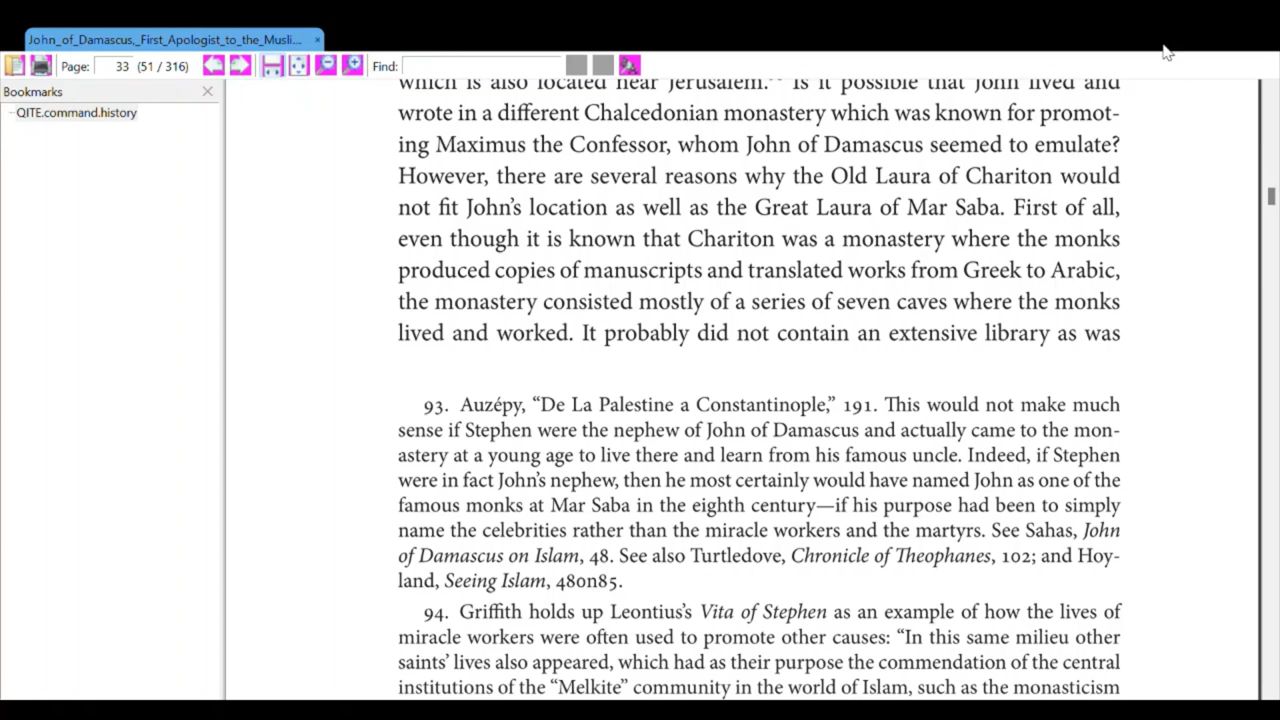 John_of_Damascus,_First_Apologist_to_the_Musli...
Page: 33 (51 / 316) Find:
Bookmarks
QITE.command.history
which is also located near Jerusalem. Is it possible that John lived and
wrote in a different Chalcedonian monastery which was known for promot-
ing Maximus the Confessor, whom John of Damascus seemed to emulate?
However, there are several reasons why the Old Laura of Chariton would
not fit John's location as well as the Great Laura of Mar Saba. First of all,
even though it is known that Chariton was a monastery where the monks
produced copies of manuscripts and translated works from Greek to Arabic,
the monastery consisted mostly of a series of seven caves where the monks
lived and worked. It probably did not contain an extensive library as was
93. Auzépy, “De La Palestine a Constantinople,” 191. This would not make much
sense if Stephen were the nephew of John of Damascus and actually came to the mon-
astery at a young age to live there and learn from his famous uncle. Indeed, if Stephen
were in fact John's nephew, then he most certainly would have named John as one of the
famous monks at Mar Saba in the eighth century—if his purpose had been to simply
name the celebrities rather than the miracle workers and the martyrs. See Sahas, John
of Damascus on Islam, 48. See also Turtledove, Chronicle of Theophanes, 102; and Hoy-
land, Seeing Islam, 480n85.
94. Griffith holds up Leontius's Vita of Stephen as an example of how the lives of
miracle workers were often used to promote other causes: “In this same milieu other
saints' lives also appeared, which had as their purpose the commendation of the central
institutions of the “Melkite” community in the world of Islam, such as the monasticism